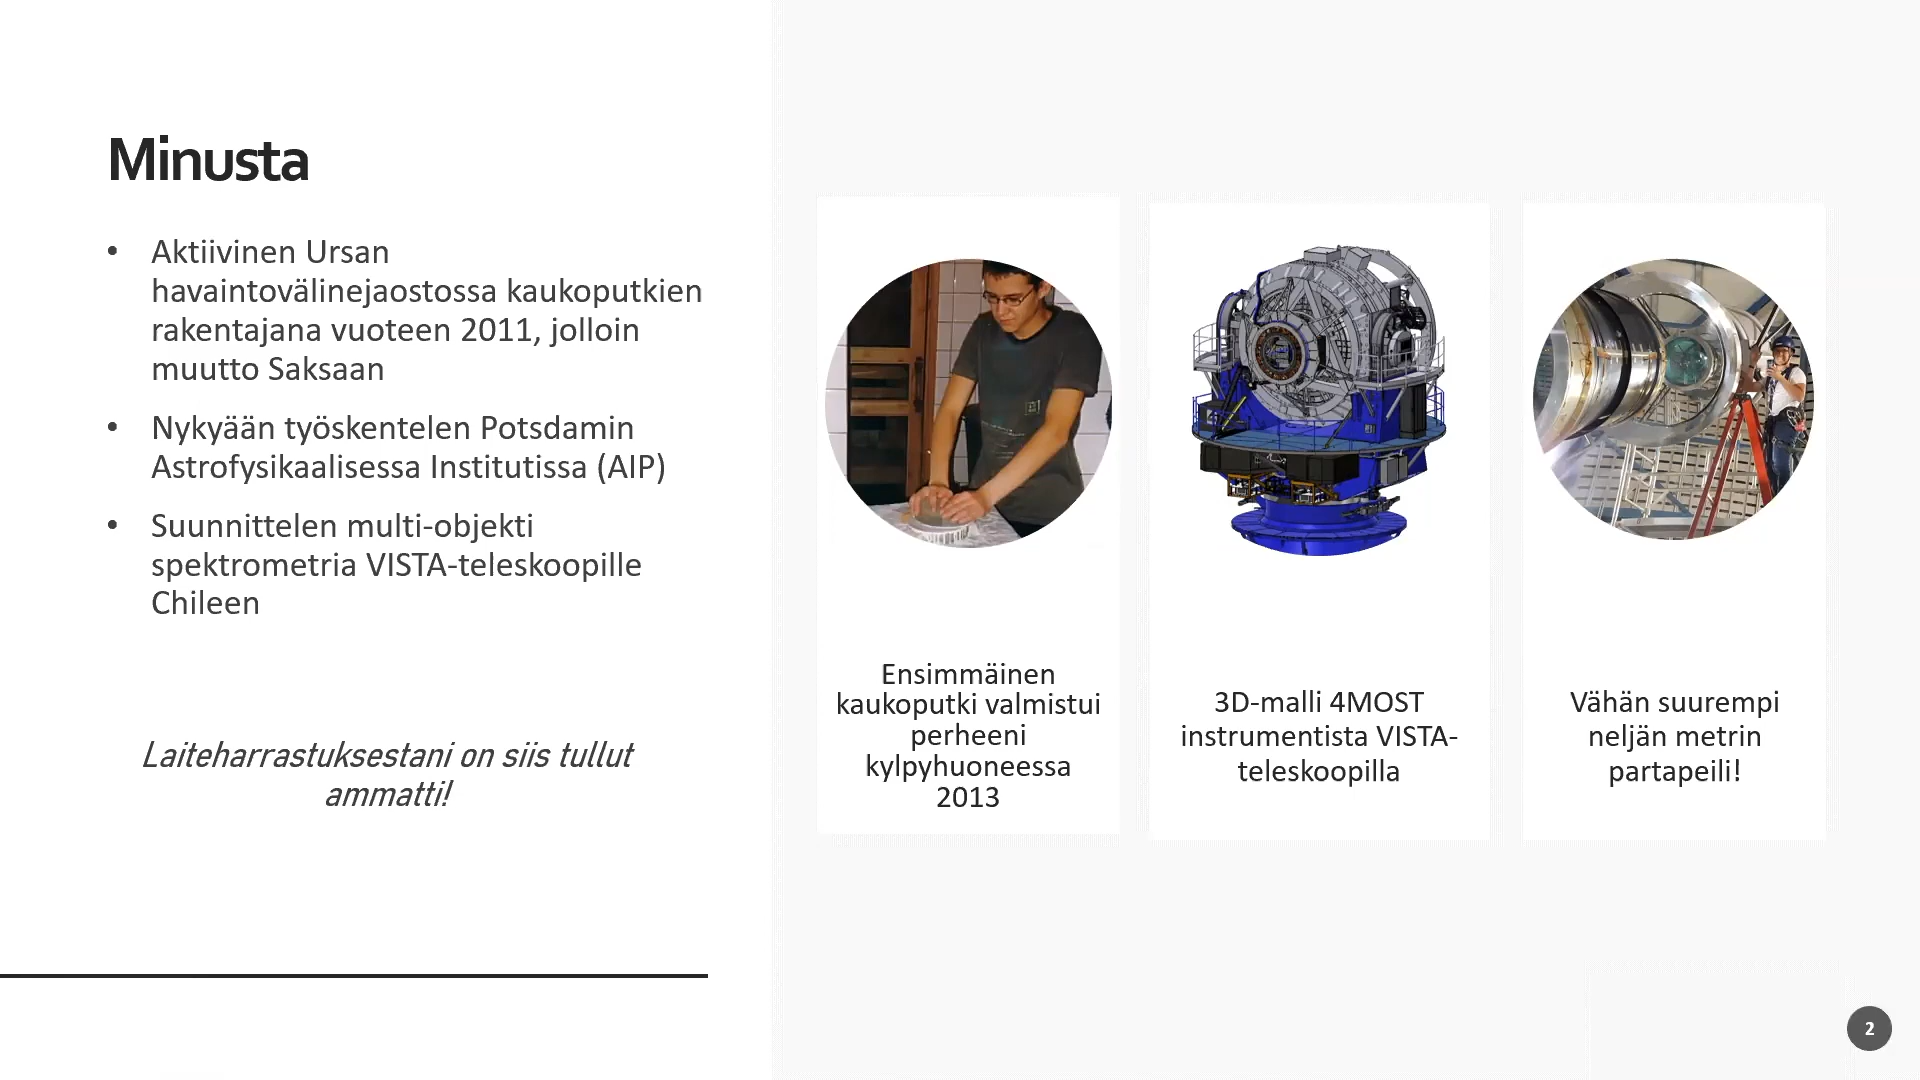 Minusta
• Aktiivinen Ursan
havaintovälinejaostossa kaukoputkien
rakentajana vuoteen 2011, jolloin
muutto Saksaan
• Nykyään työskentelen Potsdamin
Astrofysikaalisessa Institutissa (AIP)
• Suunnittelen multi-objekti
spektrometria VISTA-teleskoopille
Chileen
Laiteharrastuksestani on siis tullut
ammatti!
Ensimmäinen
kaukoputki valmistui
perheeni
kylpyhuoneessa
2013
3D-malli 4MOST
instrumentista VISTA-
teleskoopilla
Vähän suurempi
neljän metrin
partapeili!
2